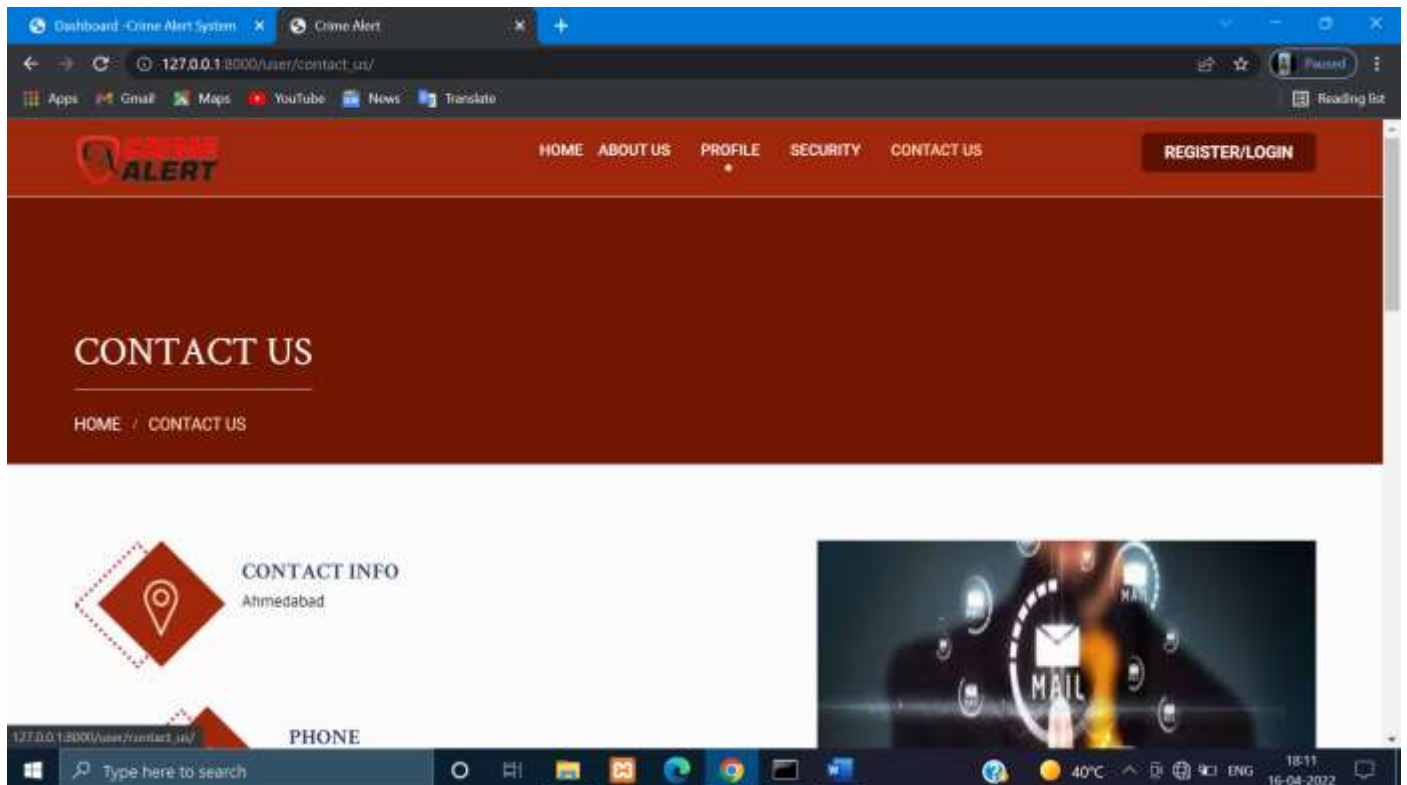 Dashboard -Crime Alert System
Crime Alert
127.0.0.1:8000/user/contact_us/
Paused
Apps Gmail Maps YouTube News Translate
Reading list
CRIME
ALERT
HOME ABOUT US PROFILE SECURITY CONTACT US
REGISTER/LOGIN
CONTACT US
HOME / CONTACT US
CONTACT INFO
Ahmedabad
MAIL
MAIL
PHONE
127.0.0.1:8000/user/contact_us/
Type here to search
40°C
ENG
18:11
16-04-2022